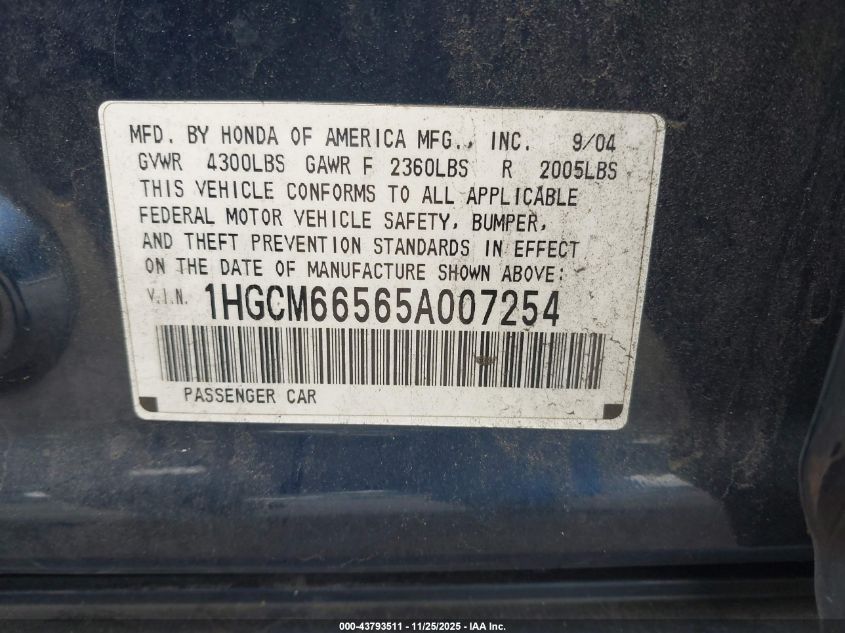 MFD. BY HONDA OF AMERICA MFG., INC. 9/04
GVWR 4300LBS GAWR F 2360LBS R 2005LBS
THIS VEHICLE CONFORMS TO ALL APPLICABLE
FEDERAL MOTOR VEHICLE SAFETY, BUMPER,
AND THEFT PREVENTION STANDARDS IN EFFECT
ON THE DATE OF MANUFACTURE SHOWN ABOVE:
V.I.N. 1HGCM66565A007254
PASSENGER CAR
000-43793511 - 11/25/2025 - IAA Inc.